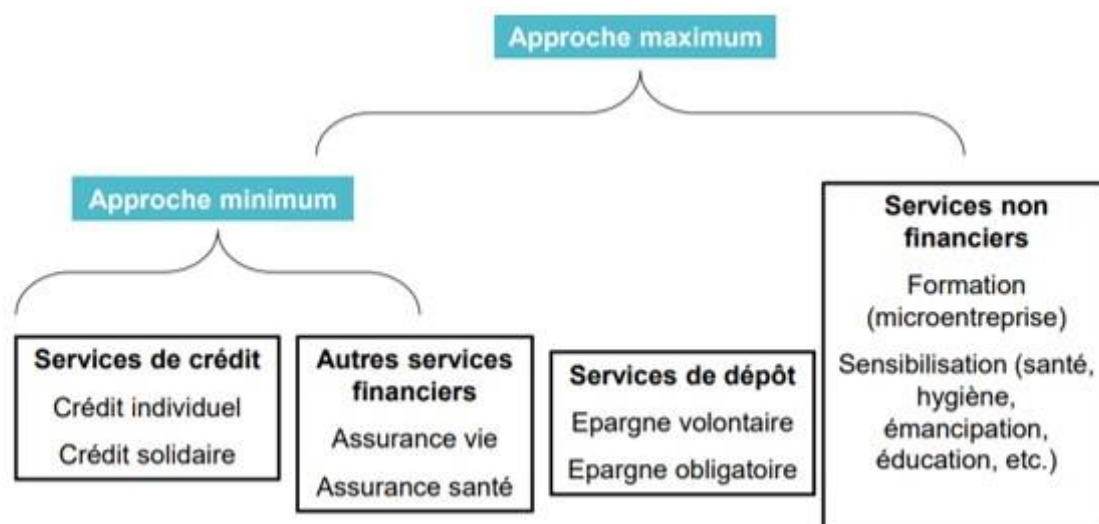 Approche maximum
Approche minimum
Services de crédit
Crédit individuel
Crédit solidaire
Autres services
financiers
Assurance vie
Assurance santé
Services de dépôt
Epargne volontaire
Epargne obligatoire
Services non
financiers
Formation
(microentreprise)
Sensibilisation (santé,
hygiène,
émancipation,
éducation, etc.)